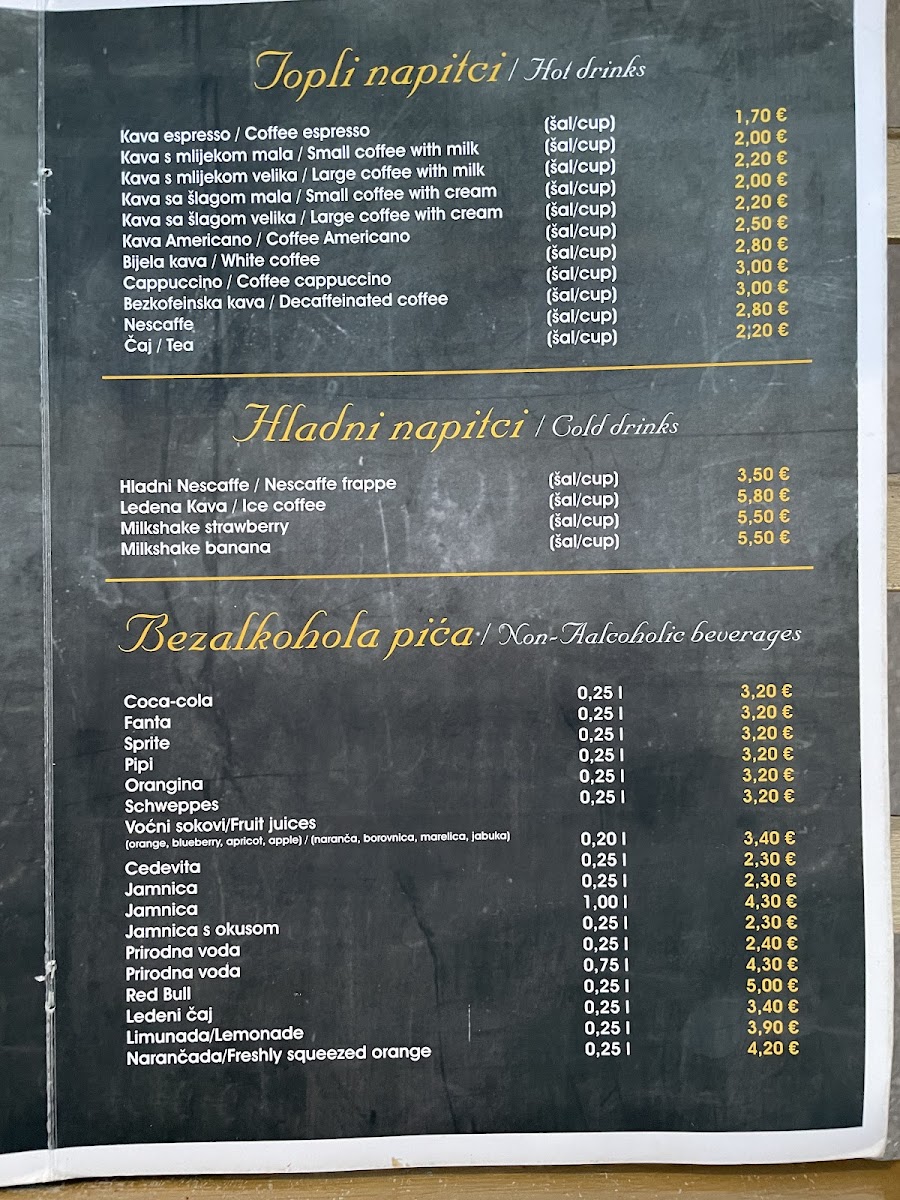 Topli napitci / Hot drinks
Kava espresso / Coffee espresso (šal/cup) 1,70 €
Kava s mlijekom mala / Small coffee with milk (šal/cup) 2,00 €
Kava s mlijekom velika / Large coffee with milk (šal/cup) 2,20 €
Kava sa šlagom mala / Small coffee with cream (šal/cup) 2,00 €
Kava sa šlagom velika / Large coffee with cream (šal/cup) 2,20 €
Kava Americano / Coffee Americano (šal/cup) 2,50 €
Bijela kava / White coffee (šal/cup) 2,80 €
Cappuccino / Coffee cappuccino (šal/cup) 3,00 €
Bezkofeinska kava / Decaffeinated coffee (šal/cup) 3,00 €
Nescaffe (šal/cup) 2,80 €
Čaj / Tea (šal/cup) 2,20 €
Hladni napitci / Cold drinks
Hladni Nescaffe / Nescaffe frappe (šal/cup) 3,50 €
Ledena Kava / Ice coffee (šal/cup) 5,80 €
Milkshake strawberry (šal/cup) 5,50 €
Milkshake banana (šal/cup) 5,50 €
Bezalkohola pića / Non-Aalcoholic beverages
Coca-cola 0,25 l 3,20 €
Fanta 0,25 l 3,20 €
Sprite 0,25 l 3,20 €
Pipi 0,25 l 3,20 €
Orangina 0,25 l 3,20 €
Schweppes 0,25 l 3,20 €
Voćni sokovi/Fruit juices
(orange, blueberry, apricot, apple) / (naranča, borovnica, marelica, jabuka) 0,20 l 3,40 €
Cedevita 0,25 l 2,30 €
Jamnica 0,25 l 2,30 €
Jamnica 1,00 l 4,30 €
Jamnica s okusom 0,25 l 2,30 €
Prirodna voda 0,25 l 2,40 €
Prirodna voda 0,75 l 4,30 €
Red Bull 0,25 l 5,00 €
Ledeni čaj 0,25 l 3,40 €
Limunada/Lemonade 0,25 l 3,90 €
Narančada/Freshly squeezed orange 0,25 l 4,20 €